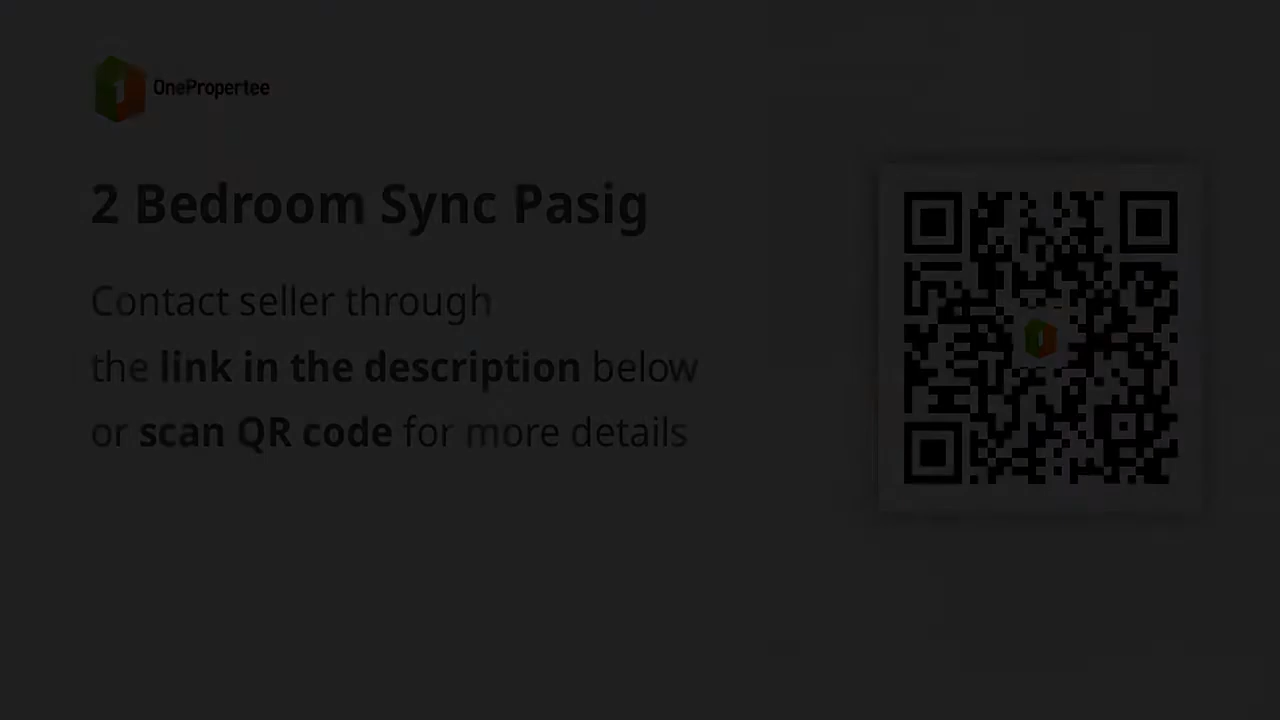 OnePropertee
2 Bedroom Sync Pasig
Contact seller through
the link in the description below
or scan QR code for more details